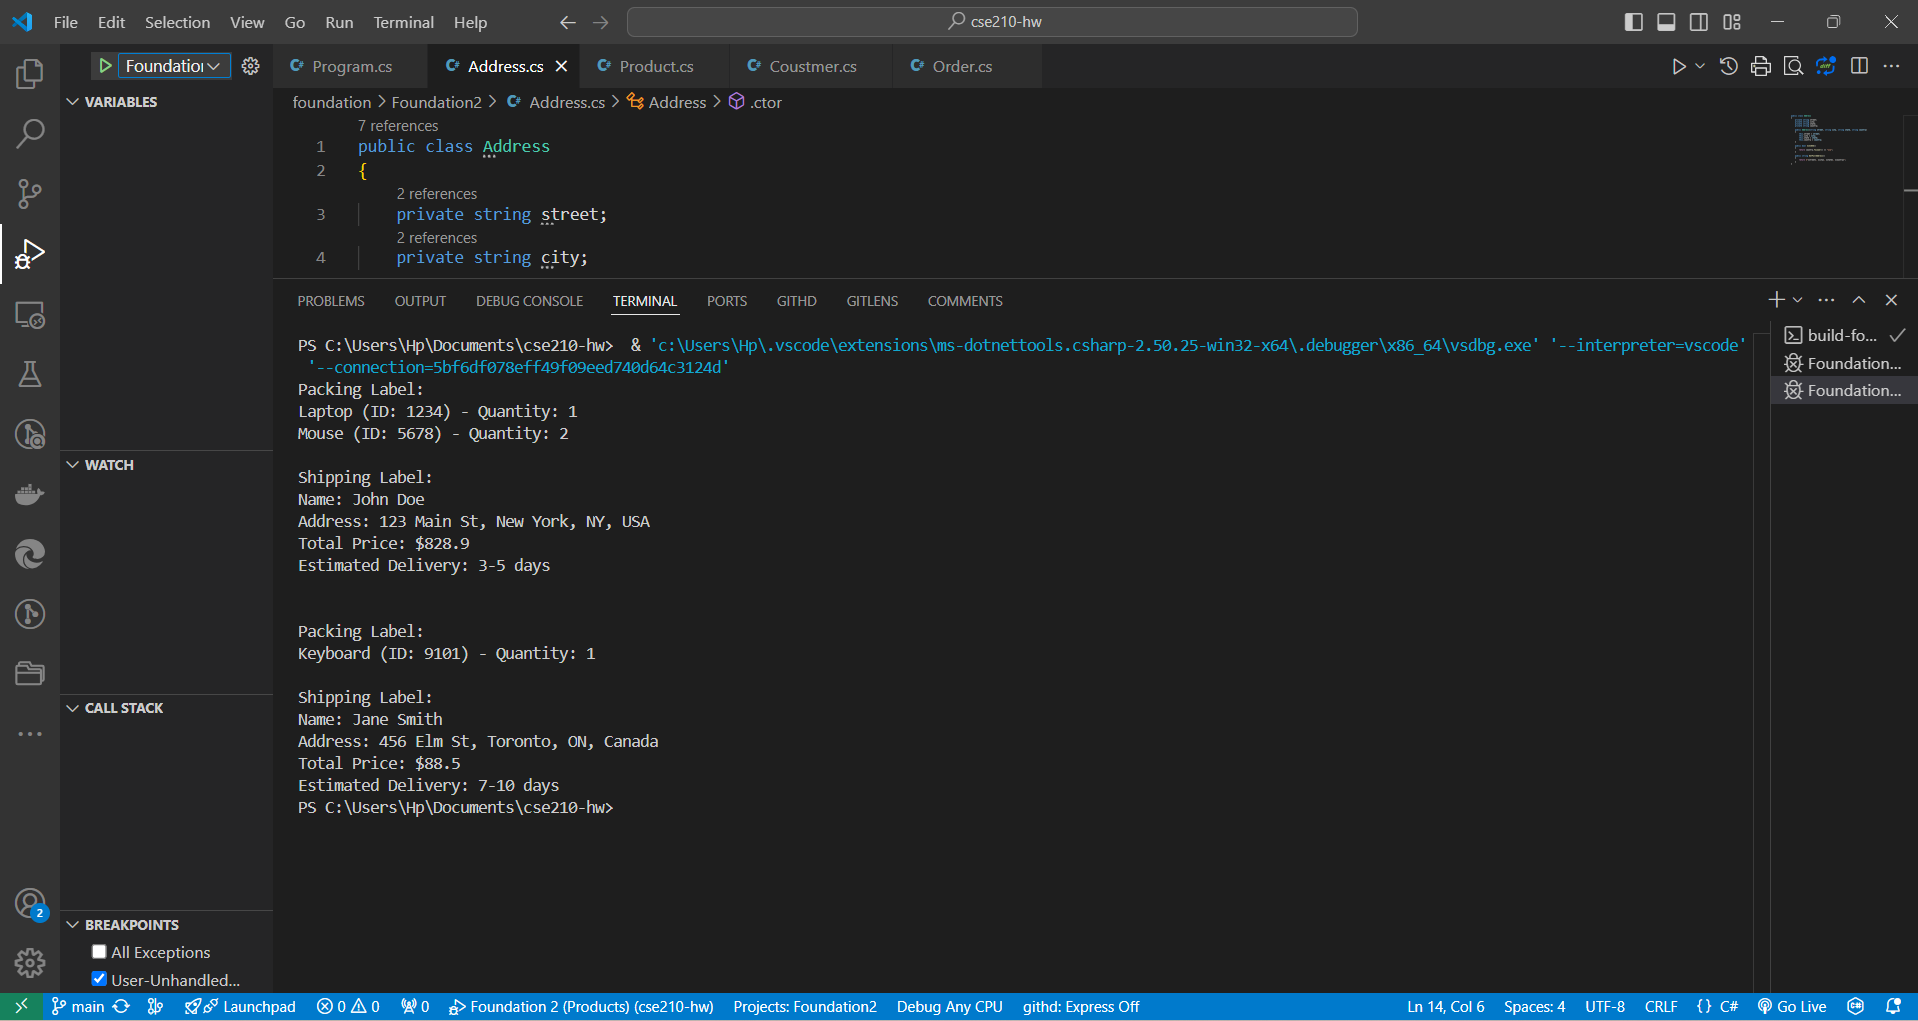 File Edit Selection View Go Run Terminal Help
cse210-hw
Foundatio
C# Program.cs
C# Address.cs
C# Product.cs
C# Coustmer.cs
C# Order.cs
VARIABLES
foundation > Foundation2 > C# Address.cs > Address > .ctor
7 references
1 public class Address
2 {
2 references
3 private string street;
2 references
4 private string city;
PROBLEMS OUTPUT DEBUG CONSOLE TERMINAL PORTS GITHD GITLENS COMMENTS
PS C:\Users\Hp\Documents\cse210-hw> & 'c:\Users\Hp\.vscode\extensions\ms-dotnettools.csharp-2.50.25-win32-x64\.debugger\x86_64\vsdbg.exe' '--interpreter=vscode'
'--connection=5bf6df078eff49f09eed740d64c3124d'
Packing Label:
Laptop (ID: 1234) - Quantity: 1
Mouse (ID: 5678) - Quantity: 2
Shipping Label:
Name: John Doe
Address: 123 Main St, New York, NY, USA
Total Price: $828.9
Estimated Delivery: 3-5 days
Packing Label:
Keyboard (ID: 9101) - Quantity: 1
Shipping Label:
Name: Jane Smith
Address: 456 Elm St, Toronto, ON, Canada
Total Price: $88.5
Estimated Delivery: 7-10 days
PS C:\Users\Hp\Documents\cse210-hw>
build-fo...
Foundation...
Foundation...
WATCH
CALL STACK
BREAKPOINTS
All Exceptions
User-Unhandled...
2
main
Launchpad
0 0
0
Foundation 2 (Products) (cse210-hw)
Projects: Foundation2
Debug Any CPU
githd: Express Off
Ln 14, Col 6
Spaces: 4
UTF-8
CRLF
{} C#
Go Live